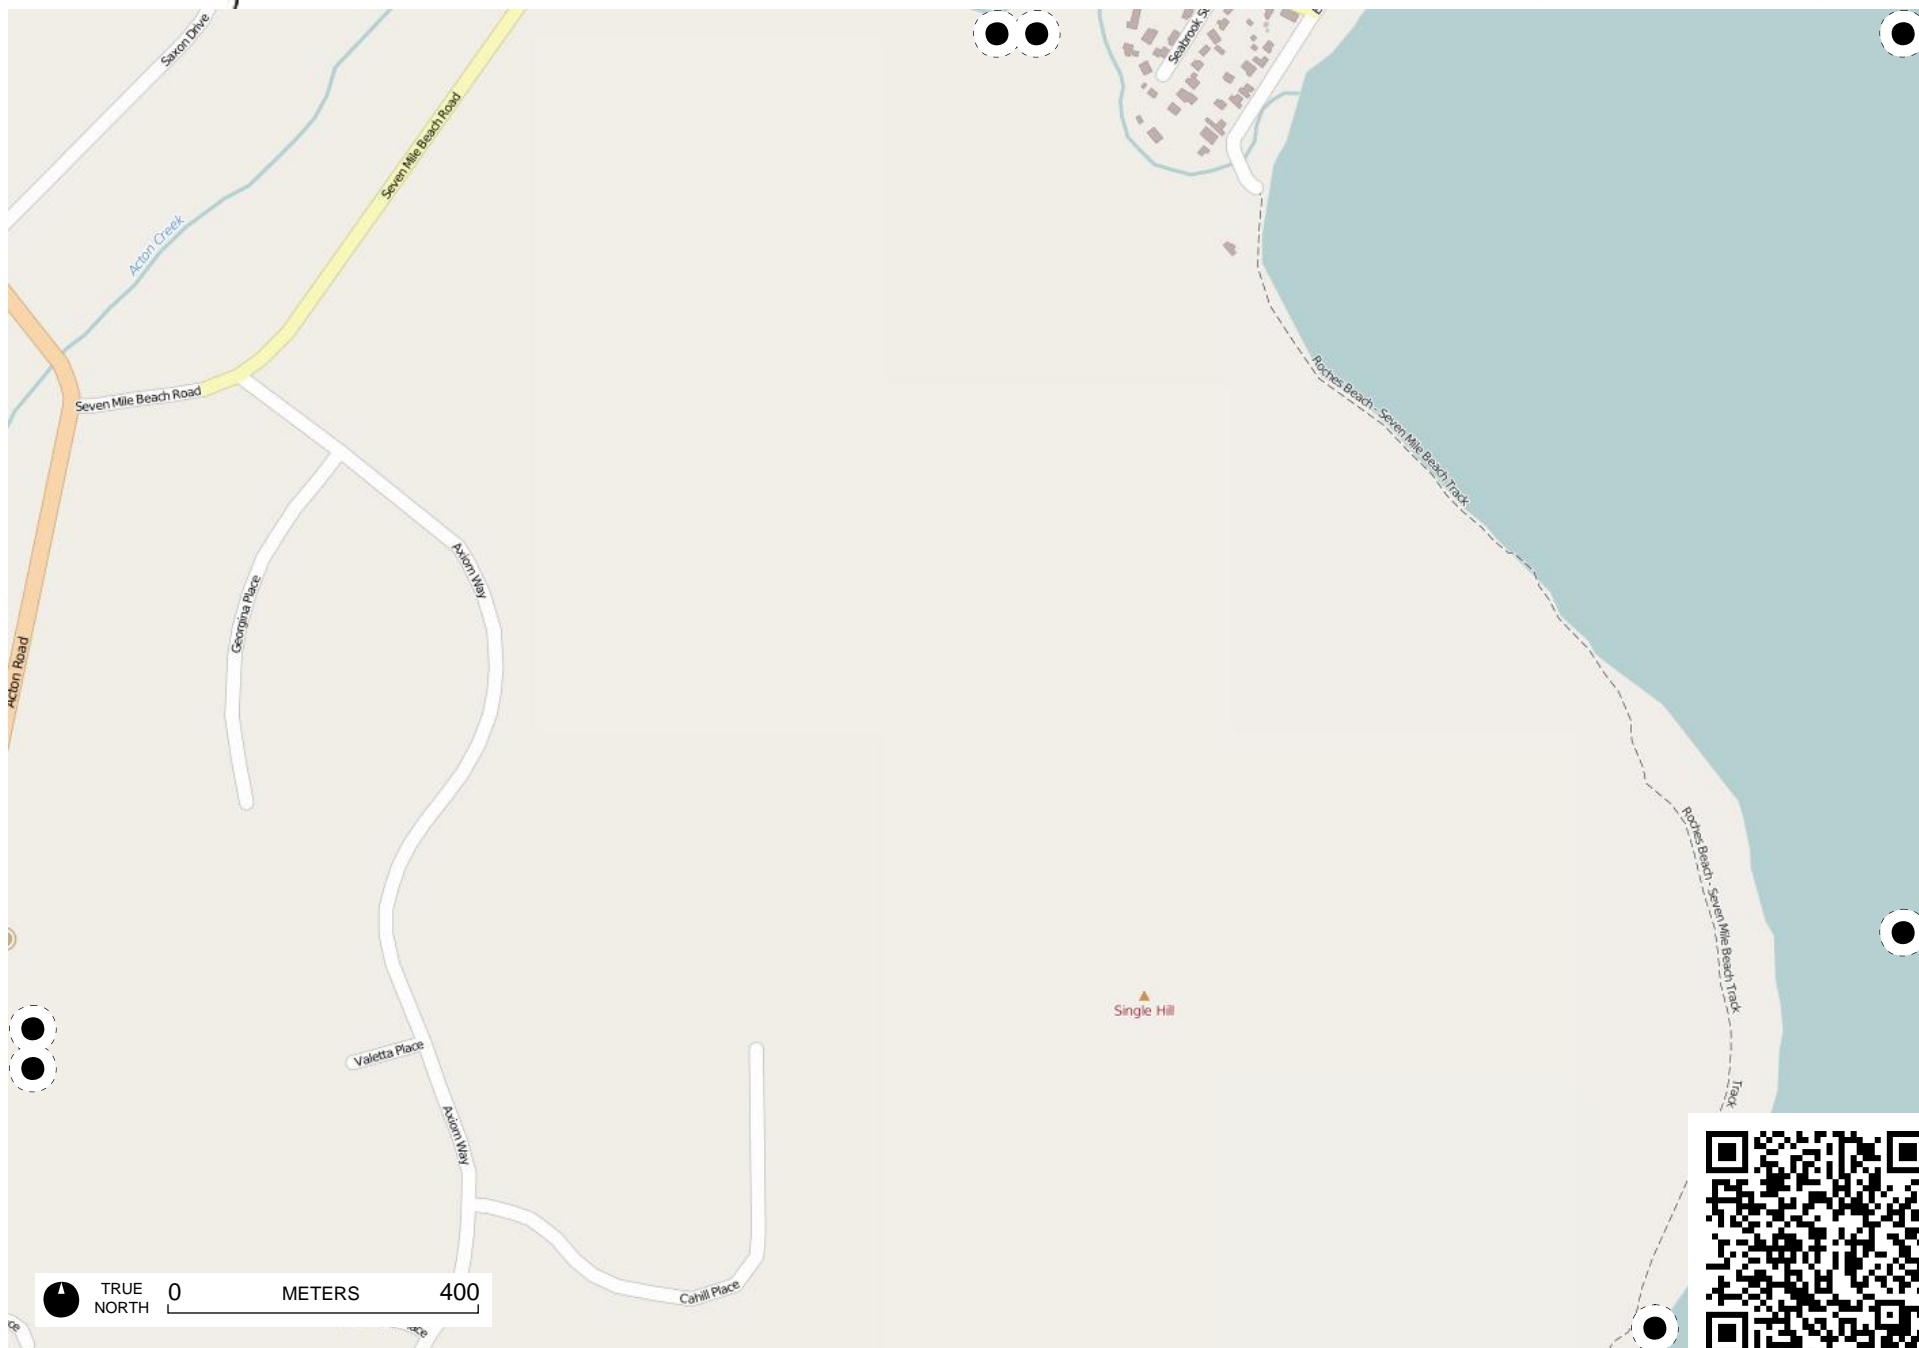 Saxon Drive
Seabrook
Seven Mile Beach Road
Acton Creek
Seven Mile Beach Road
Roches Beach - Seven Mile Beach Track
Axiom Way
Georgina Place
Acton Road
Roches Beach - Seven Mile Beach Track
Single Hill
Valetta Place
Track
Axiom Way
Cahill Place
TRUE
NORTH
0 METERS 400